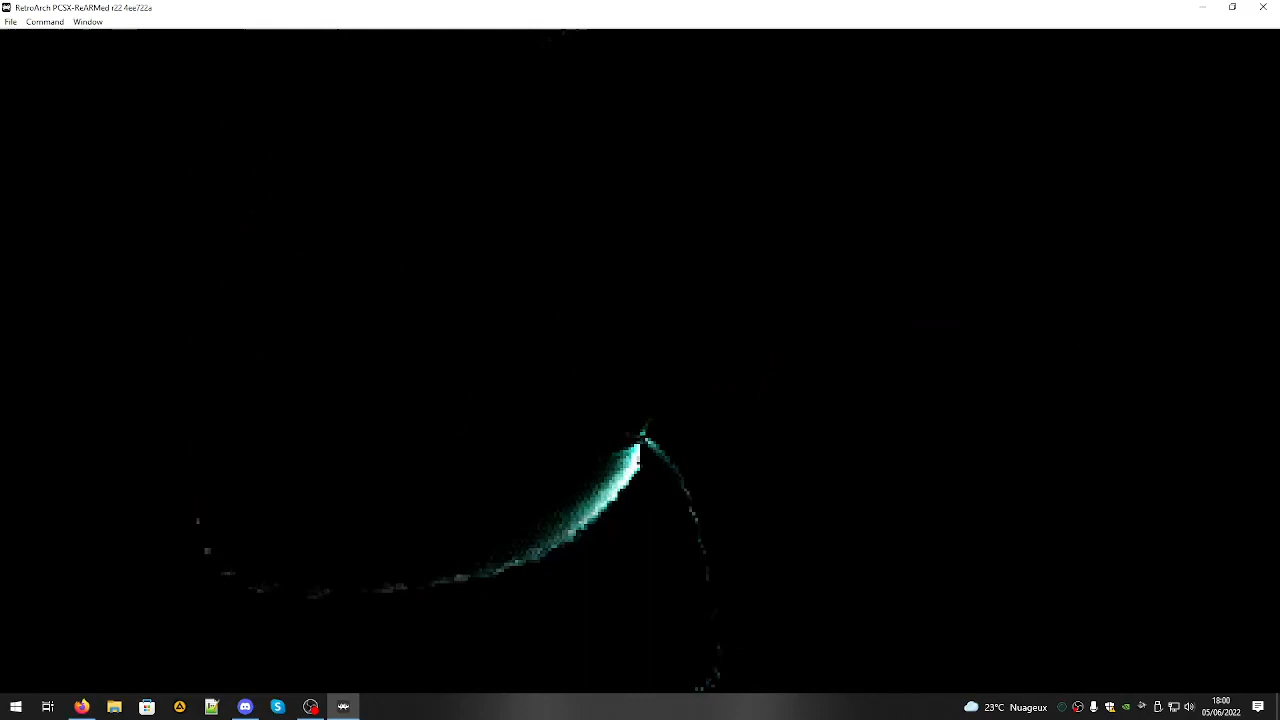 RetroArch PCSX-ReARMed r22 4ee722a
File Command Window
23°C Nuageux
18:00
05/06/2022